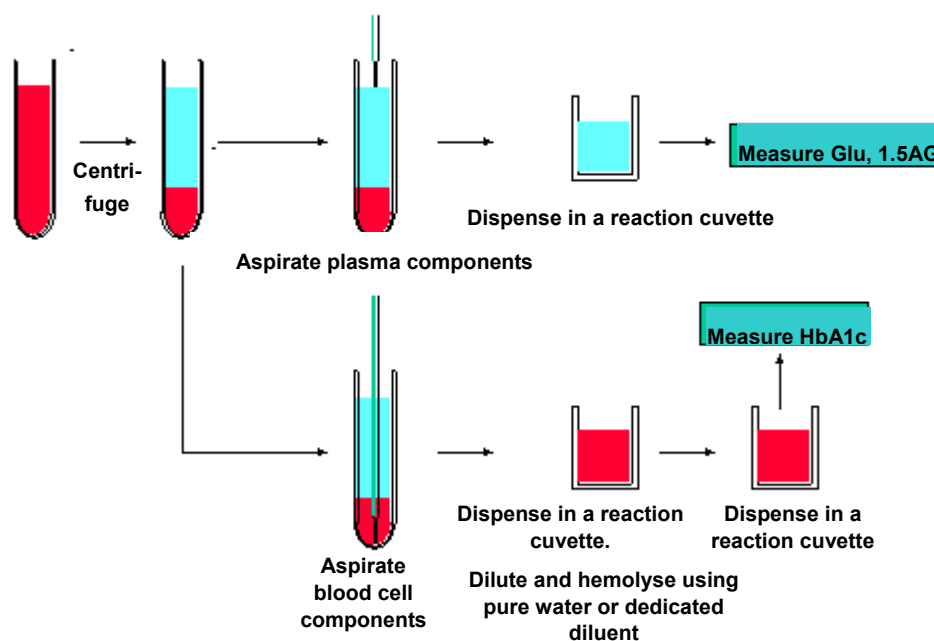 Centri-
fuge
Aspirate plasma components
Dispense in a reaction cuvette
Measure Glu, 1.5AG
Measure HbA1c
Aspirate
blood cell
components
Dispense in a reaction
cuvette.
Dilute and hemolyse using
pure water or dedicated
diluent
Dispense in a
reaction cuvette